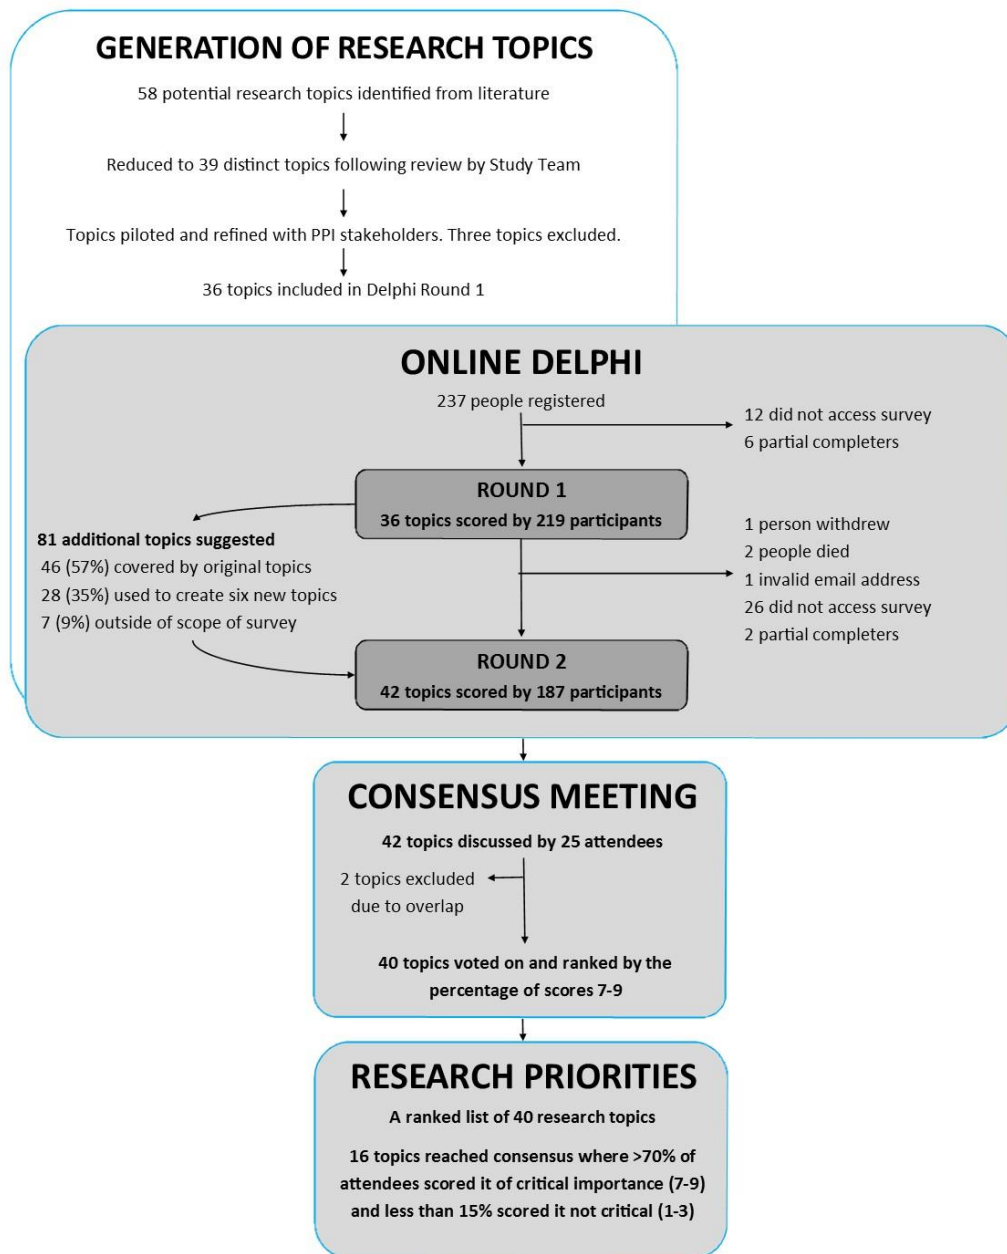 GENERATION OF RESEARCH TOPICS
58 potential research topics identified from literature
Reduced to 39 distinct topics following review by Study Team
Topics piloted and refined with PPI stakeholders. Three topics excluded.
36 topics included in Delphi Round 1
ONLINE DELPHI
237 people registered
12 did not access survey
6 partial completers
ROUND 1
36 topics scored by 219 participants
81 additional topics suggested
46 (57%) covered by original topics
28 (35%) used to create six new topics
7 (9%) outside of scope of survey
1 person withdrew
2 people died
1 invalid email address
26 did not access survey
2 partial completers
ROUND 2
42 topics scored by 187 participants
CONSENSUS MEETING
42 topics discussed by 25 attendees
2 topics excluded
due to overlap
40 topics voted on and ranked by the
percentage of scores 7-9
RESEARCH PRIORITIES
A ranked list of 40 research topics
16 topics reached consensus where >70% of
attendees scored it of critical importance (7-9)
and less than 15% scored it not critical (1-3)